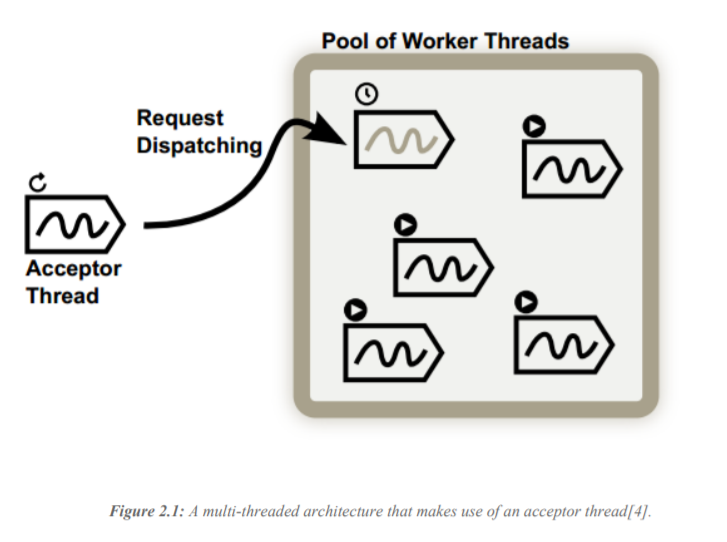 Pool of Worker Threads
Request
Dispatching
Acceptor
Thread
Figure 2.1: A multi-threaded architecture that makes use of an acceptor thread[4].